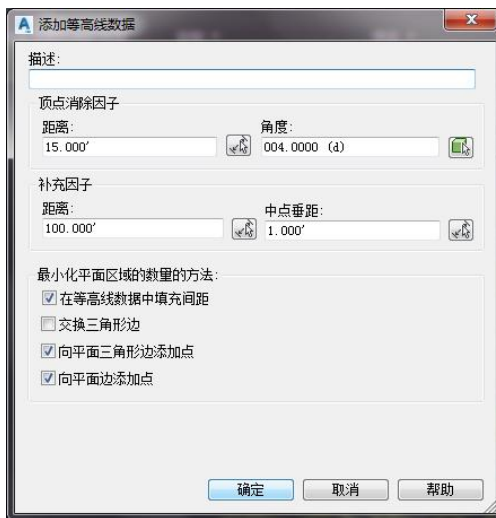 添加等高线数据
描述:
顶点消除因子
距离: 角度:
15.000' 004.0000 (d)
补充因子
距离: 中点垂距:
100.000' 1.000'
最小化平面区域的数量的方法:
在等高线数据中填充间距
交换三角形边
向平面三角形边添加点
向平面边添加点
确定 取消 帮助